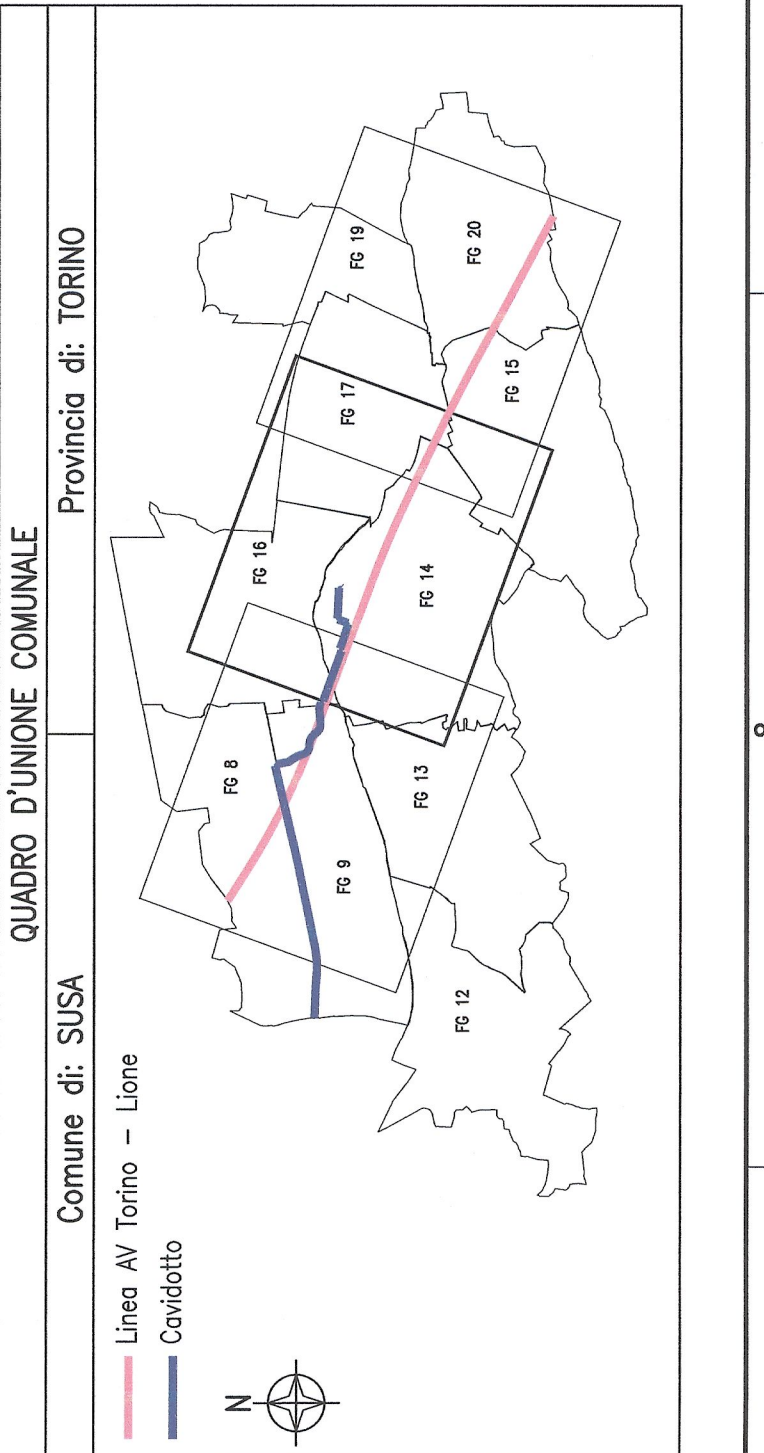 QUADRO D'UNIONE COMUNALE
Comune di: SUSA
Provincia di: TORINO
Linea AV Torino – Lione
Cavidotto
N
FG 8
FG 9
FG 12
FG 13
FG 14
FG 15
FG 16
FG 17
FG 19
FG 20